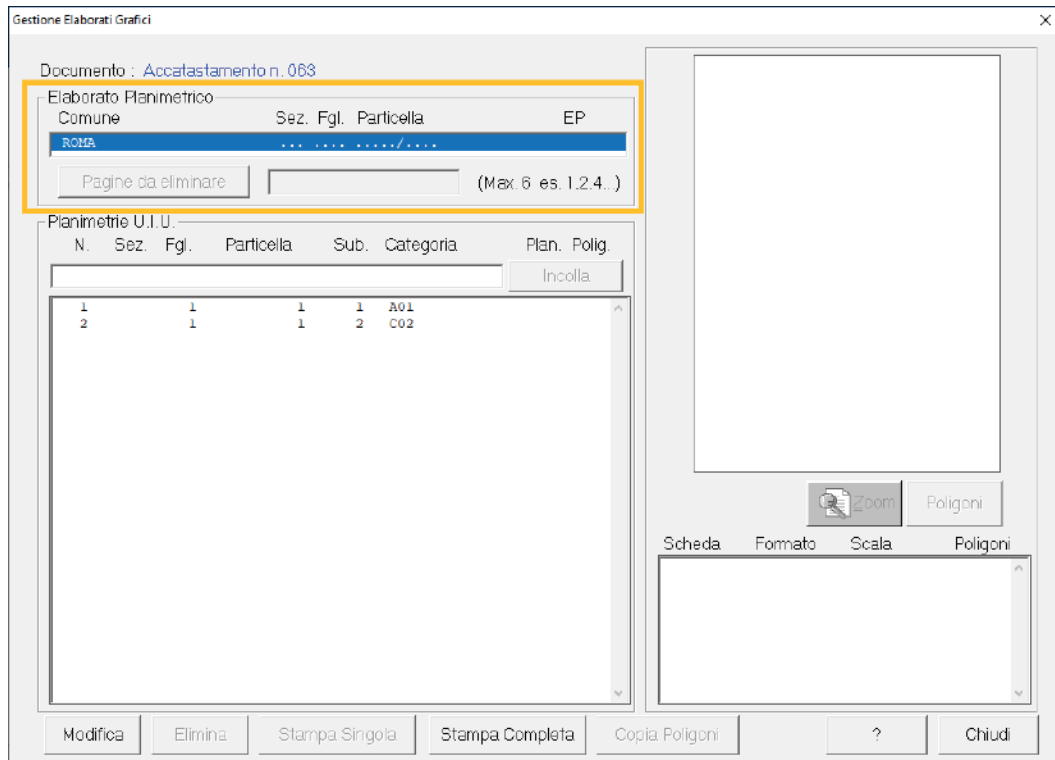 Gestione Elaborati Grafici
Documento : Accatastamento n. 063
Elaborato Planimetrico
Comune Sez. Fgl. Particella EP
ROMA ... .... ...../....
Pagine da eliminare (Max. 6 es. 1,2,4...)
Planimetrie U.I.U.
N. Sez. Fgl. Particella Sub. Categoria Plan. Polig.
Incolla
1 1 1 1 A01
2 1 1 2 C02
Zoom Poligoni
Scheda Formato Scala Poligoni
Modifica Elimina Stampa Singola Stampa Completa Copia Poligoni ? Chiudi